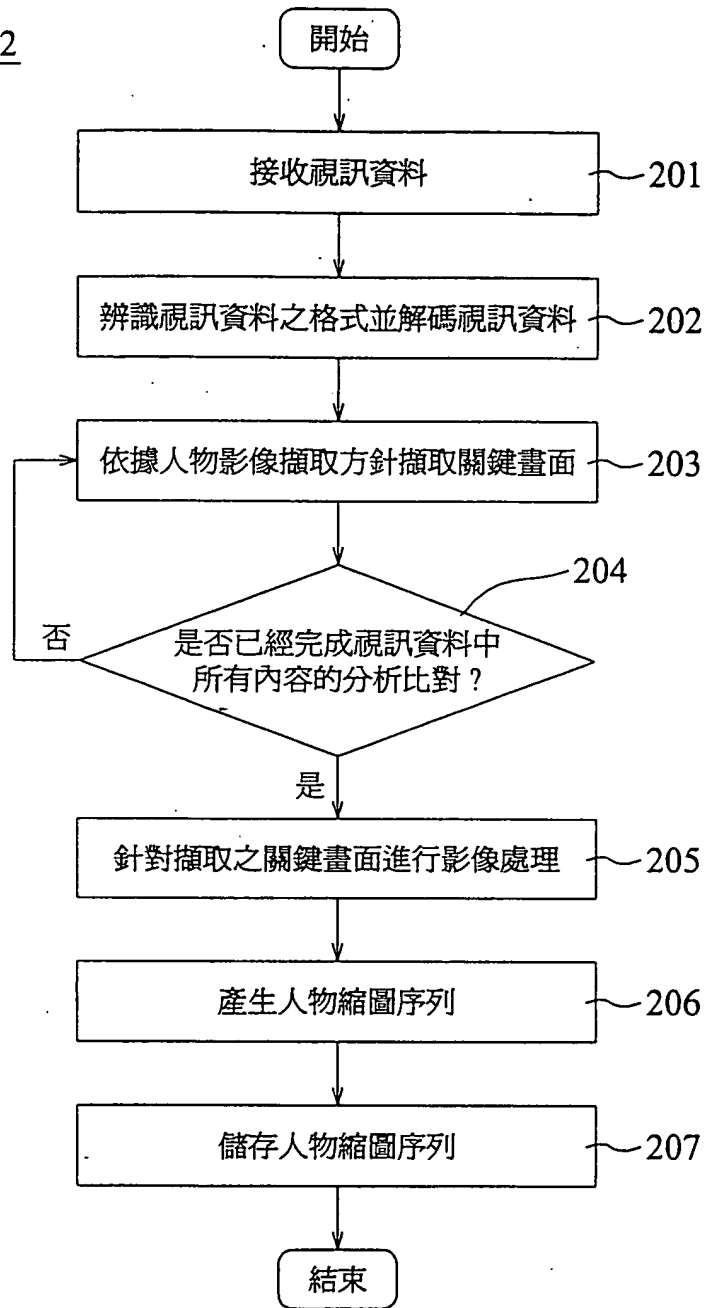 2
開始
接收視訊資料
201
辨識視訊資料之格式並解碼視訊資料
202
依據人物影像擷取方針擷取關鍵畫面
203
204
是否已經完成視訊資料中
所有內容的分析比對？
否
是
針對擷取之關鍵畫面進行影像處理
205
產生人物縮圖序列
206
儲存人物縮圖序列
207
結束